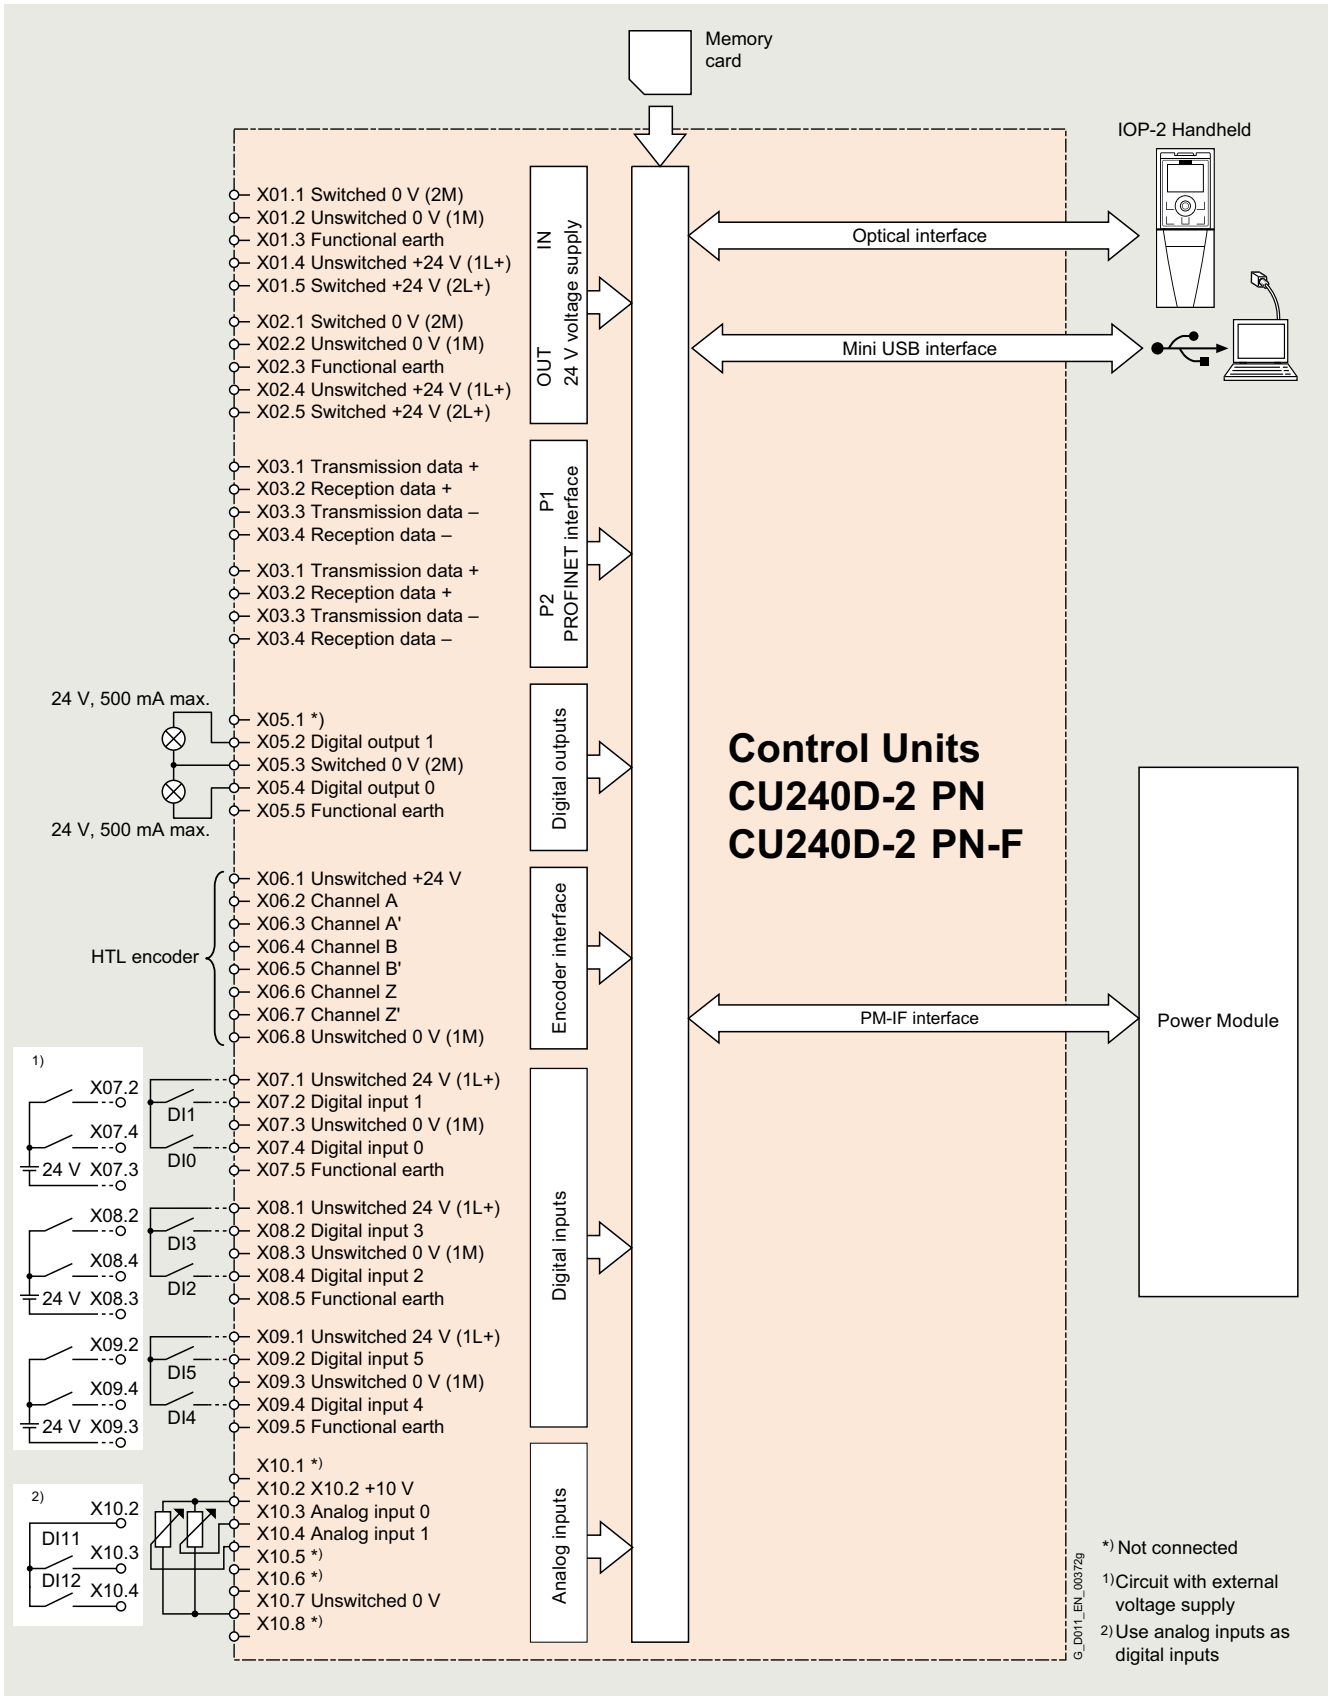 Memory
card
IOP-2 Handheld
X01.1 Switched 0 V (2M)
X01.2 Unswitched 0 V (1M)
X01.3 Functional earth
X01.4 Unswitched +24 V (1L+)
X01.5 Switched +24 V (2L+)
X02.1 Switched 0 V (2M)
X02.2 Unswitched 0 V (1M)
X02.3 Functional earth
X02.4 Unswitched +24 V (1L+)
X02.5 Switched +24 V (2L+)
OUT IN
24 V voltage supply
Optical interface
Mini USB interface
X03.1 Transmission data +
X03.2 Reception data +
X03.3 Transmission data –
X03.4 Reception data –
X03.1 Transmission data +
X03.2 Reception data +
X03.3 Transmission data –
X03.4 Reception data –
P2 P1
PROFINET interface
24 V, 500 mA max.
X05.1 *)
X05.2 Digital output 1
X05.3 Switched 0 V (2M)
X05.4 Digital output 0
X05.5 Functional earth
24 V, 500 mA max.
Digital outputs
Control Units
CU240D-2 PN
CU240D-2 PN-F
HTL encoder
X06.1 Unswitched +24 V
X06.2 Channel A
X06.3 Channel A'
X06.4 Channel B
X06.5 Channel B'
X06.6 Channel Z
X06.7 Channel Z'
X06.8 Unswitched 0 V (1M)
Encoder interface
PM-IF interface
Power Module
1)
X07.2
X07.4
24 V X07.3
DI1
DI0
X07.1 Unswitched 24 V (1L+)
X07.2 Digital input 1
X07.3 Unswitched 0 V (1M)
X07.4 Digital input 0
X07.5 Functional earth
X08.2
X08.4
24 V X08.3
DI3
DI2
X08.1 Unswitched 24 V (1L+)
X08.2 Digital input 3
X08.3 Unswitched 0 V (1M)
X08.4 Digital input 2
X08.5 Functional earth
X09.2
X09.4
24 V X09.3
DI5
DI4
X09.1 Unswitched 24 V (1L+)
X09.2 Digital input 5
X09.3 Unswitched 0 V (1M)
X09.4 Digital input 4
X09.5 Functional earth
Digital inputs
2)
X10.2
DI11
X10.3
DI12
X10.4
X10.1 *)
X10.2 X10.2 +10 V
X10.3 Analog input 0
X10.4 Analog input 1
X10.5 *)
X10.6 *)
X10.7 Unswitched 0 V
X10.8 *)
Analog inputs
G_D011_EN_00372g
*) Not connected
1) Circuit with external
voltage supply
2) Use analog inputs as
digital inputs